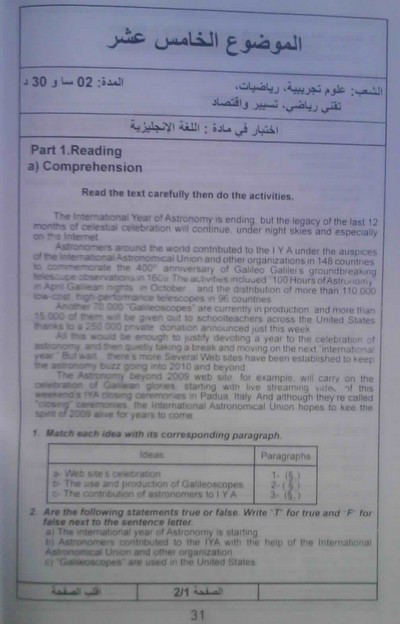 الموضوع الخامس عشر
الشعب: علوم تجريبية، رياضيات،
المدة: 02 سا و 30 د
تقني رياضي، تسيير واقتصاد
اختبار في مادة : اللغة الإنجليزية
Part 1.Reading
a) Comprehension
Read the text carefully then do the activities.
The International Year of Astronomy is ending, but the legacy of the last 12
months of celestial celebration will continue, under night skies and especially
on the Internet
Astronomers around the world contributed to the I Y A under the auspices
of the International Astronomical Union and other organizations in 148 countries
to commemorate the 400th anniversary of Galileo Galilei's groundbreaking
telescope observations in 1609. The activities included "100 Hours of Astronomy"
in April Galilean nights in October and the distribution of more than 110.000
low-cost, high-performance telescopes in 96 countries
Another 70.000 "Galileoscopes" are currently in production and more than
15.000 of them will be given out to schoolteachers across the United States
thanks to a 250.000 private donation announced just this week
All this would be enough to justify devoting a year to the celebration of
astronomy, and then quietly taking a break and moving on the next "international
year." But wait there's more Several Web sites have been established to keep
the astronomy buzz going into 2010 and beyond
The Astronomy Beyond 2009 web site, for example, will carry on the
celebration of Galilean glories, starting with live streaming of this
weekend's IYA closing ceremonies in Padua, Italy. And although they re called
"closing" ceremonies, the International Astronomical Union hopes to kee the
spirit of 2009 alive for years to come.
1. Match each idea with its corresponding paragraph.
Ideas
Paragraphs
a- Web site's celebration
b- The use and production of Galileoscopes
c- The contribution of astronomers to I Y A
1- (§)
2- (§)
3- (§)
2. Are the following statements true or false. Write "T" for true and "F" for
false next to the sentence letter.
a) The international year of Astronomy is starting
b) Astronomers contributed to the IYA with the help of the International
Astronomical Union and other organization
c) "Galileoscopes" are used in the United States
الصفحة 2/1
اقلب الصفحة
31